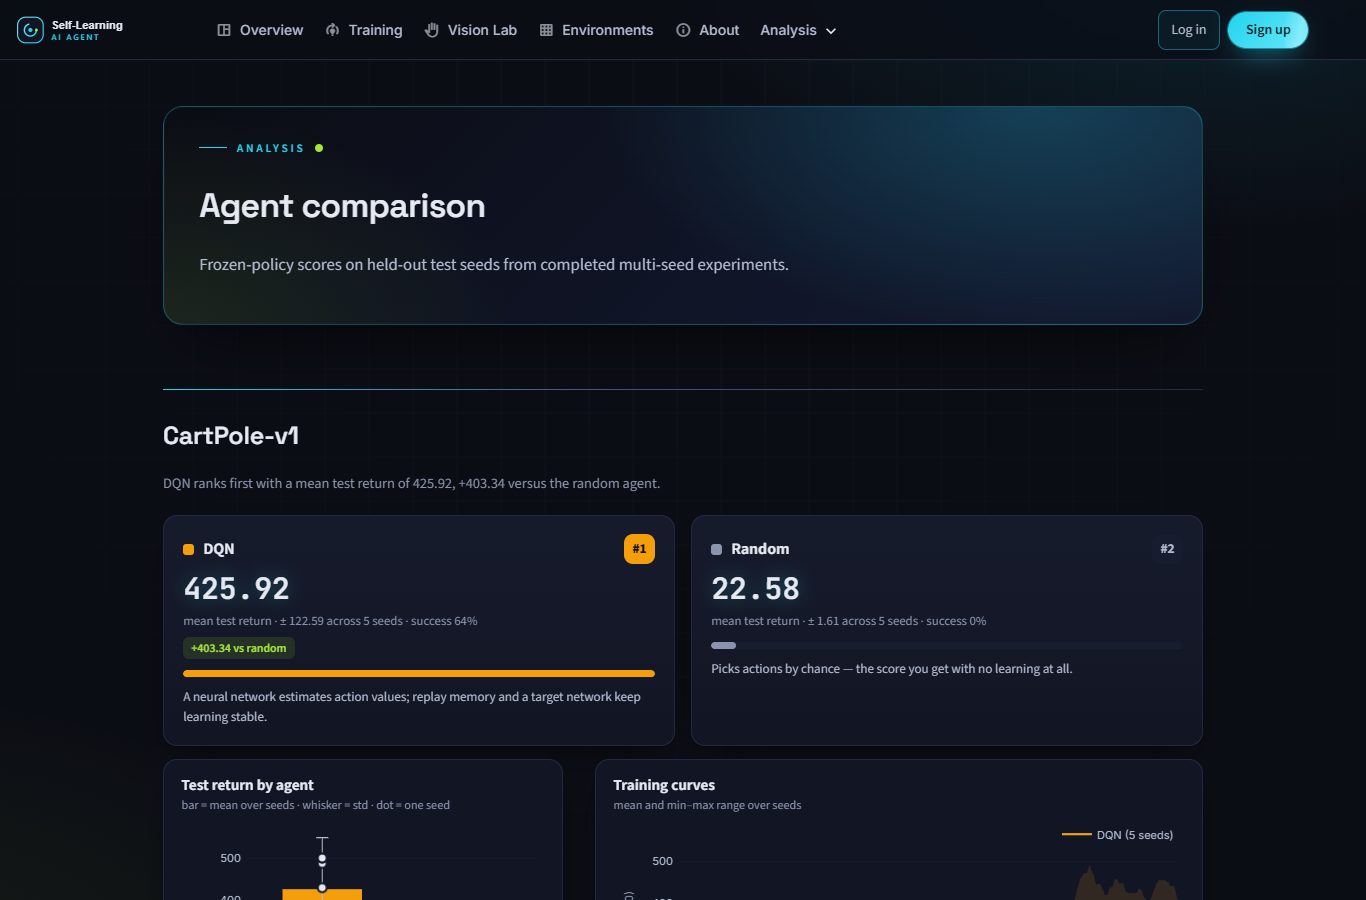 Self-Learning
AI AGENT
Overview
Training
Vision Lab
Environments
About
Analysis
Log in
Sign up
ANALYSIS
Agent comparison
Frozen-policy scores on held-out test seeds from completed multi-seed experiments.
CartPole-v1
DQN ranks first with a mean test return of 425.92, +403.34 versus the random agent.
DQN
#1
425.92
mean test return · ± 122.59 across 5 seeds · success 64%
+403.34 vs random
A neural network estimates action values; replay memory and a target network keep
learning stable.
Random
#2
22.58
mean test return · ± 1.61 across 5 seeds · success 0%
Picks actions by chance — the score you get with no learning at all.
Test return by agent
bar = mean over seeds · whisker = std · dot = one seed
500
400
Training curves
mean and min–max range over seeds
DQN (5 seeds)
500